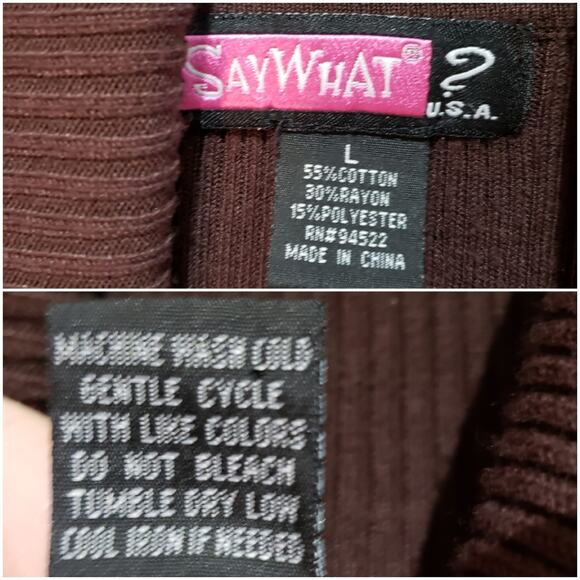 SAYWHAT® ?
U.S.A.
L
55%COTTON
30%RAYON
15%POLYESTER
RN#94522
MADE IN CHINA
MACHINE WASH COLD
GENTLE CYCLE
WITH LIKE COLORS
DO NOT BLEACH
TUMBLE DRY LOW
COOL IRON IF NEEDED